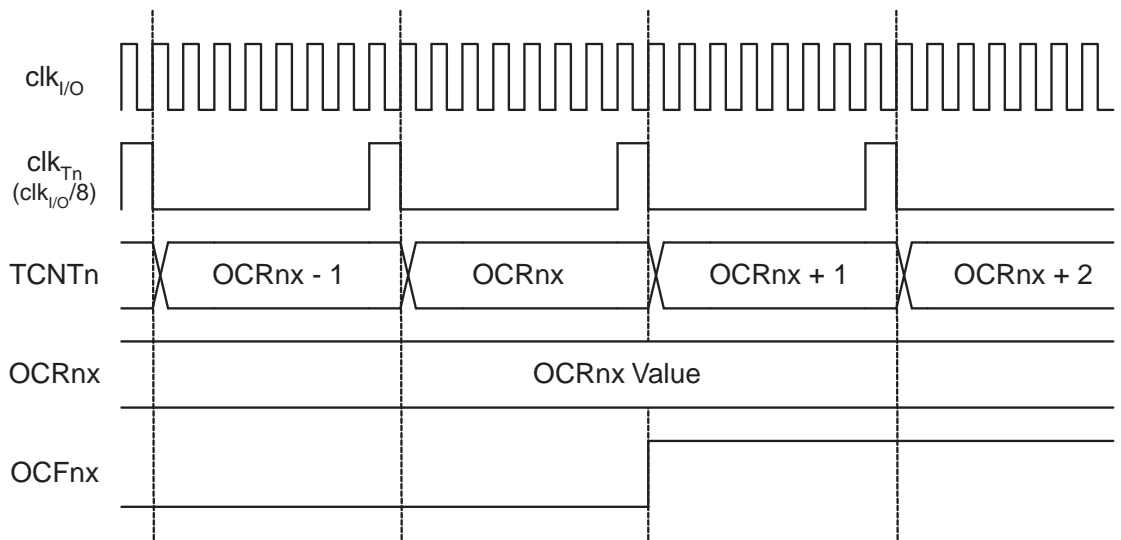 clkI/O
clkTn
(clkI/O/8)
TCNTn OCRnx - 1 OCRnx OCRnx + 1 OCRnx + 2
OCRnx OCRnx Value
OCFnx